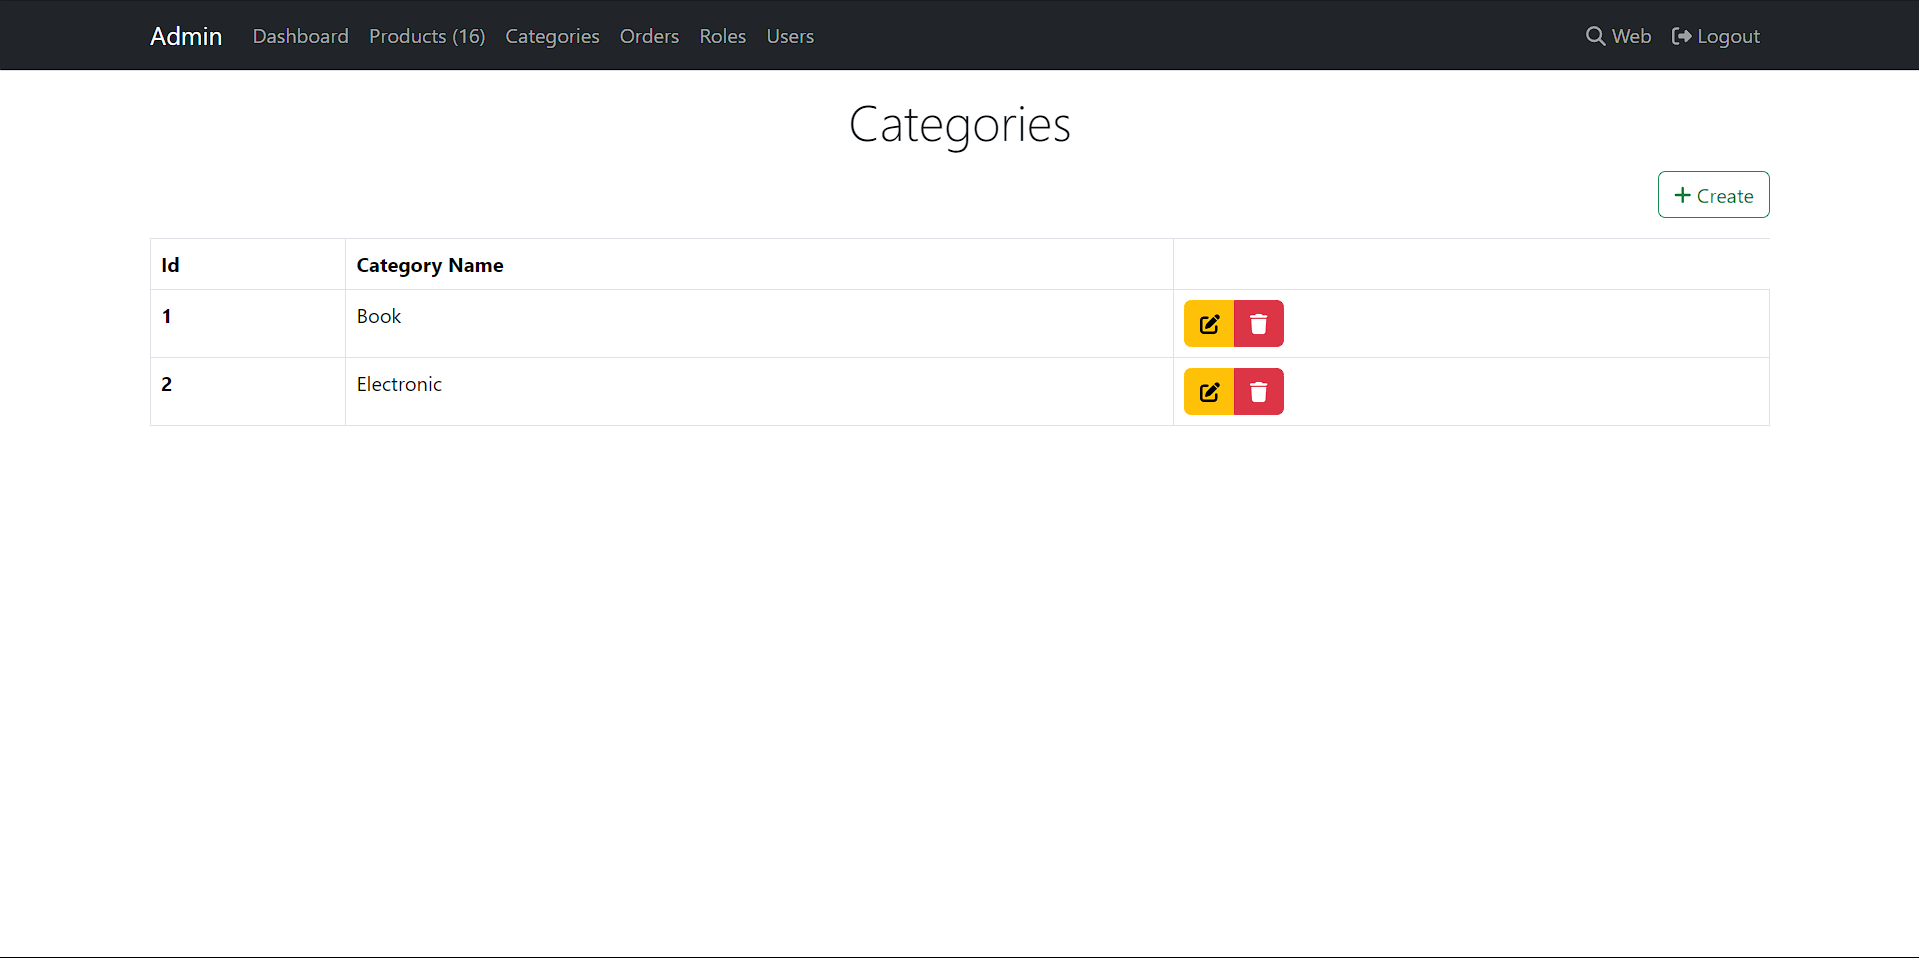 Admin Dashboard Products (16) Categories Orders Roles Users Web Logout
Categories
Create
Id Category Name
1 Book
2 Electronic